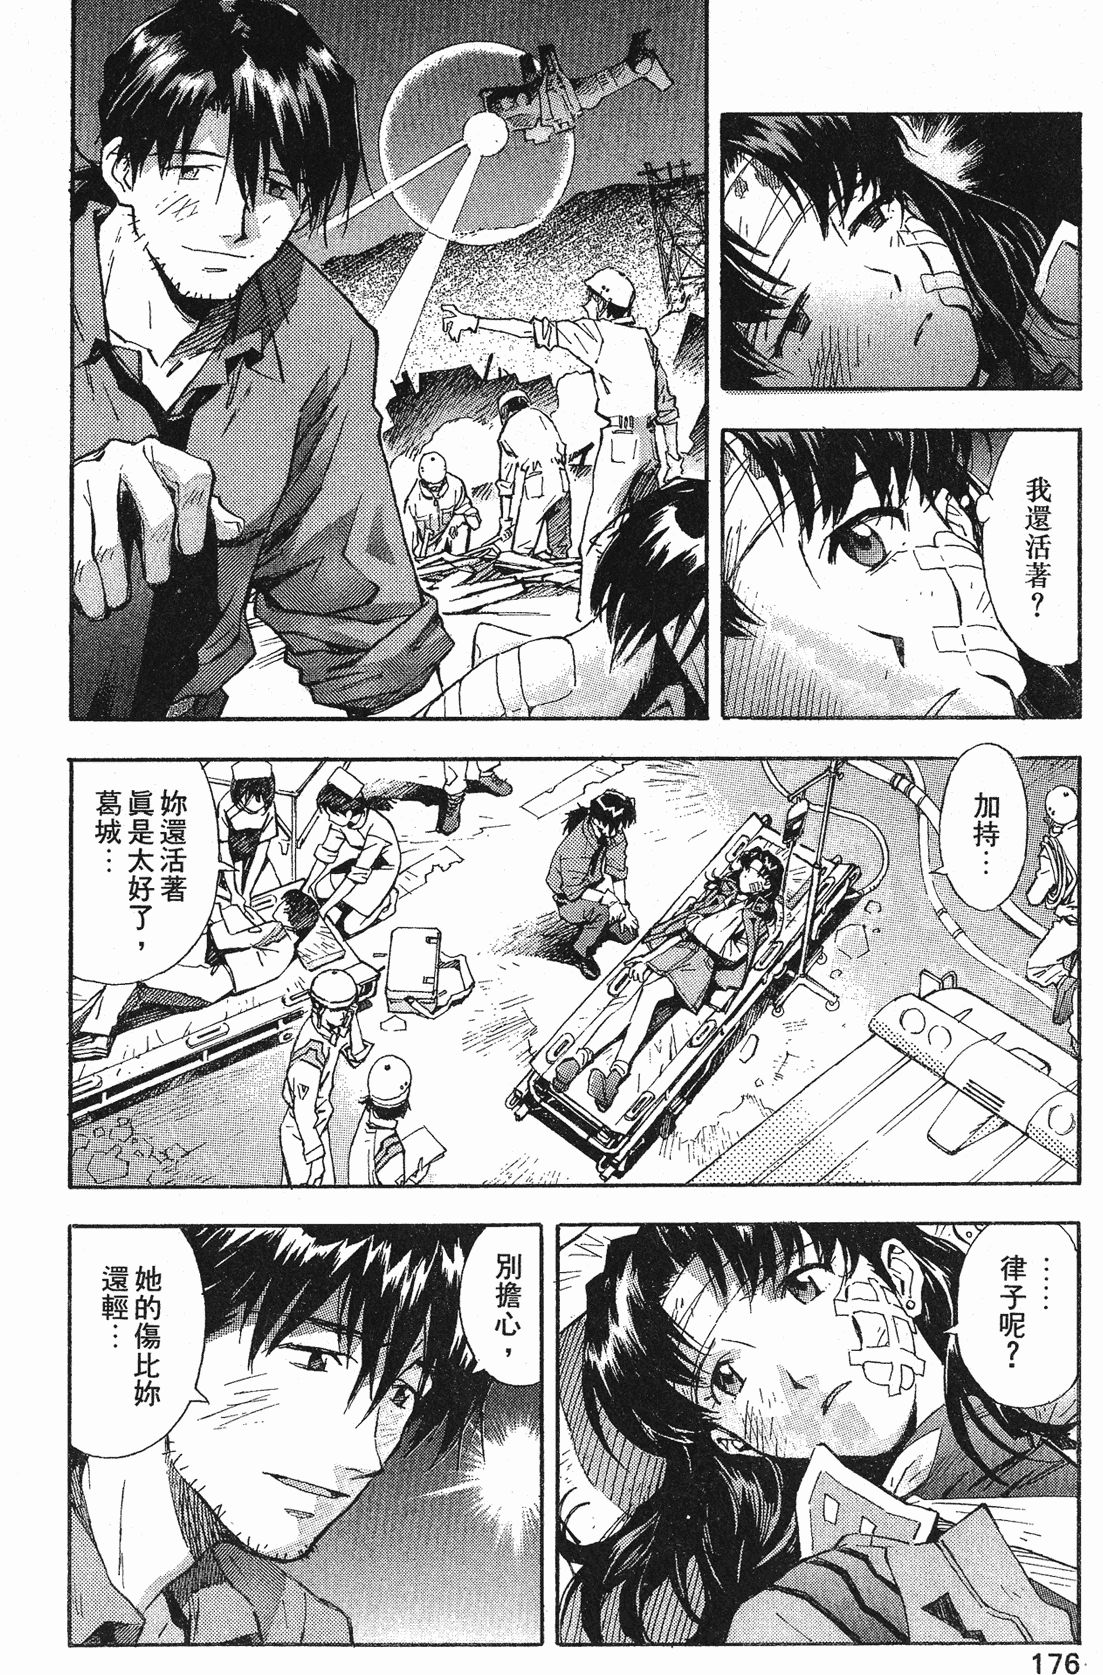 我還活著？
加持…
妳還活著
眞是太好了，
葛城…
……
律子呢？
別擔心，
她的傷比妳
還輕…
176